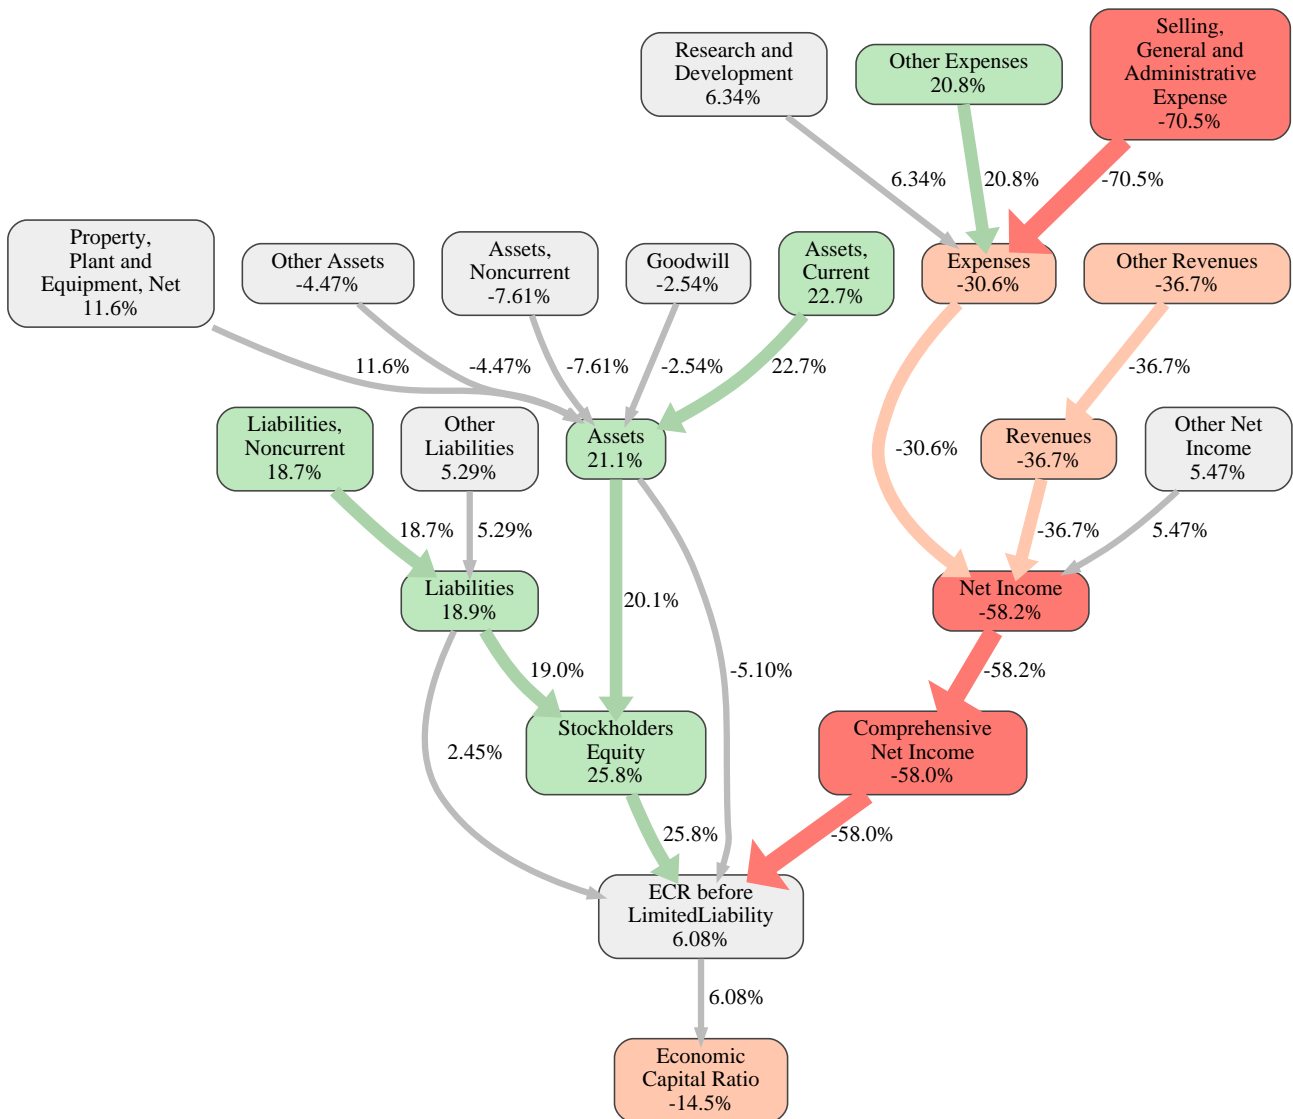 Research and
Development
6.34%
Other Expenses
20.8%
Selling,
General and
Administrative
Expense
-70.5%
6.34%
20.8%
-70.5%
Property,
Plant and
Equipment, Net
11.6%
Other Assets
-4.47%
Assets,
Noncurrent
-7.61%
Goodwill
-2.54%
Assets,
Current
22.7%
Expenses
-30.6%
Other Revenues
-36.7%
11.6%
-4.47%
-7.61%
-2.54%
22.7%
-36.7%
Liabilities,
Noncurrent
18.7%
Other
Liabilities
5.29%
Assets
21.1%
-30.6%
Revenues
-36.7%
Other Net
Income
5.47%
18.7%
5.29%
-36.7%
5.47%
Liabilities
18.9%
20.1%
Net Income
-58.2%
19.0%
-5.10%
-58.2%
2.45%
Stockholders
Equity
25.8%
Comprehensive
Net Income
-58.0%
25.8%
-58.0%
ECR before
LimitedLiability
6.08%
6.08%
Economic
Capital Ratio
-14.5%